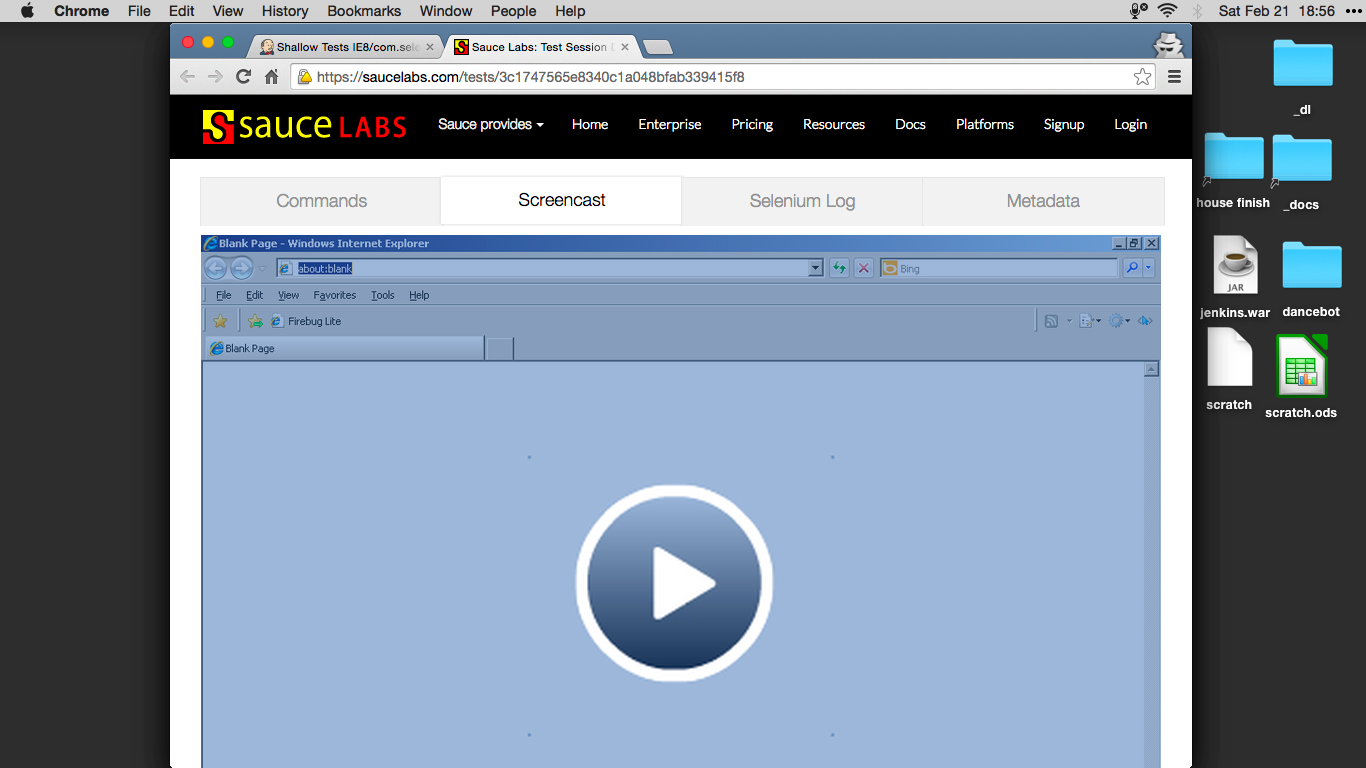 Chrome File Edit View History Bookmarks Window People Help Sat Feb 21 18:56
Shallow Tests IE8/com.sele Sauce Labs: Test Session
https://saucelabs.com/tests/3c1747565e8340c1a048bfab339415f8
sauce LABS Sauce provides Home Enterprise Pricing Resources Docs Platforms Signup Login
Commands Screencast Selenium Log Metadata
Blank Page - Windows Internet Explorer
about:blank Bing
File Edit View Favorites Tools Help
Firebug Lite
Blank Page
_dl
house finish _docs
JAR
jenkins.war dancebot
scratch scratch.ods